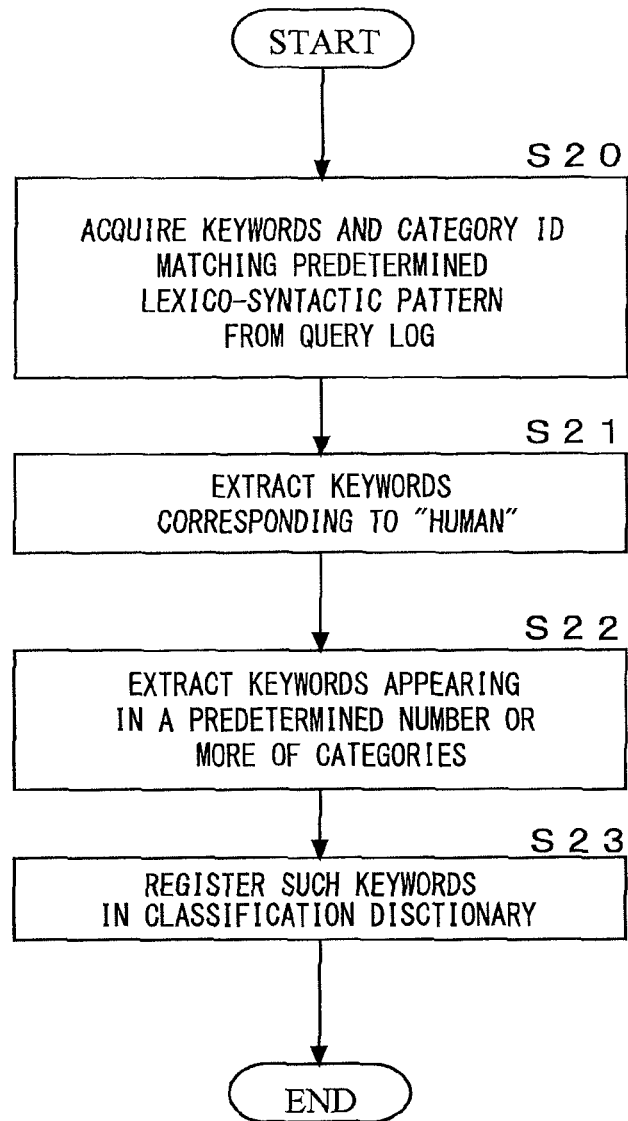 START
S20
ACQUIRE KEYWORDS AND CATEGORY ID
MATCHING PREDETERMINED
LEXICO-SYNTACTIC PATTERN
FROM QUERY LOG
S21
EXTRACT KEYWORDS
CORRESPONDING TO "HUMAN"
S22
EXTRACT KEYWORDS APPEARING
IN A PREDETERMINED NUMBER OR
MORE OF CATEGORIES
S23
REGISTER SUCH KEYWORDS
IN CLASSIFICATION DISCTIONARY
END